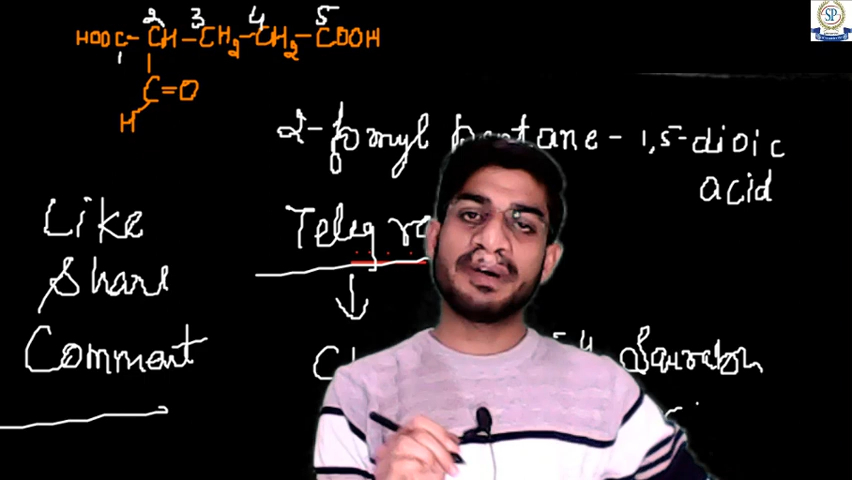 1 2 3 4 5
HOOC-CH-CH2-CH2-COOH
C=O
H
2-formyl pentane-1,5-dioic
acid
Like
Share
Comment